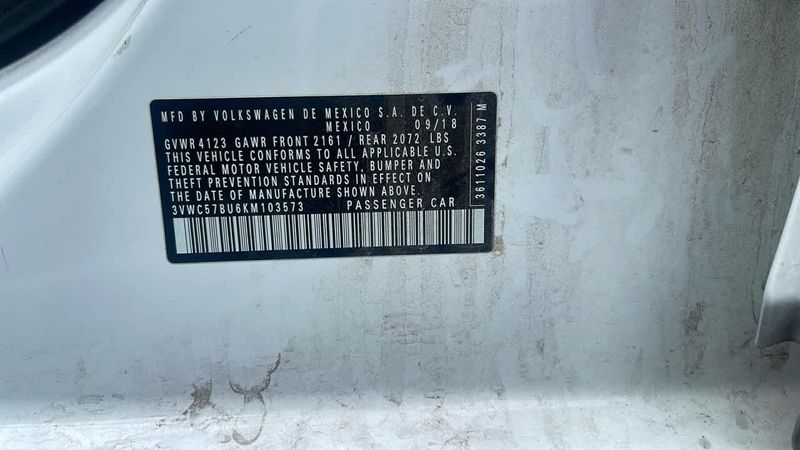 MFD BY VOLKSWAGEN DE MEXICO S.A. DE C.V.
MEXICO 09/18
GVWR 4123 GAWR FRONT 2161 / REAR 2072 LBS
THIS VEHICLE CONFORMS TO ALL APPLICABLE U.S.
FEDERAL MOTOR VEHICLE SAFETY, BUMPER AND
THEFT PREVENTION STANDARDS IN EFFECT ON
THE DATE OF MANUFACTURE SHOWN ABOVE.
3VWC57BU6KM103573 PASSENGER CAR
3611026 3387 M